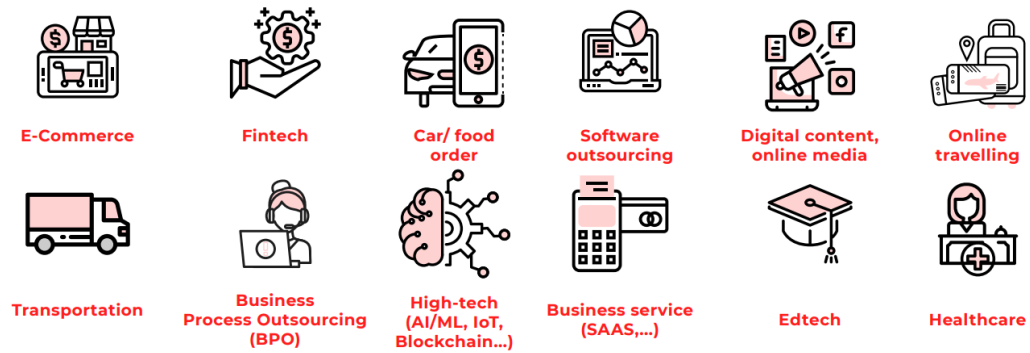 E-Commerce
Fintech
Car/ food
order
Software
outsourcing
Digital content,
online media
Online
travelling
Transportation
Business
Process Outsourcing
(BPO)
High-tech
(AI/ML, IoT,
Blockchain...)
Business service
(SAAS,...)
Edtech
Healthcare